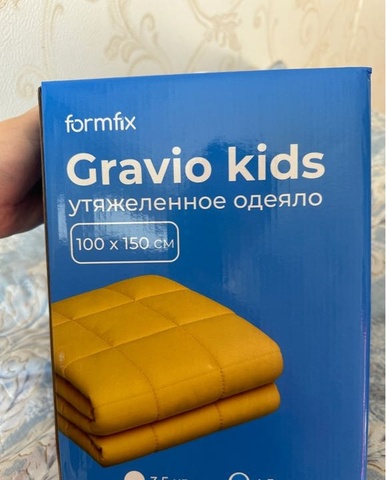 formfix
Gravio kids
утяжеленное одеяло
100 x 150 см